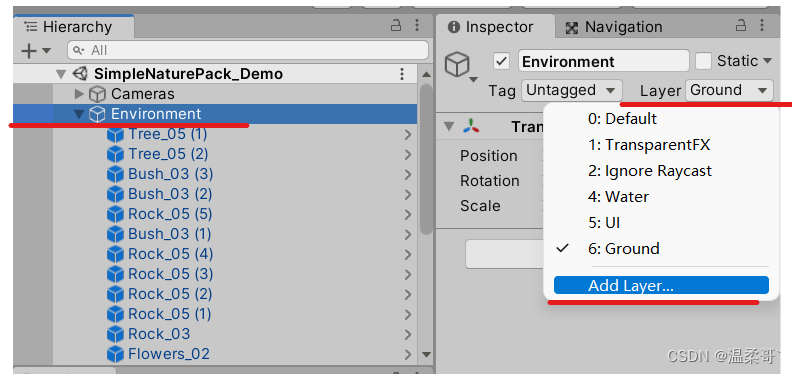 Hierarchy
All
SimpleNaturePack_Demo
Cameras
Environment
Tree_05 (1)
Tree_05 (2)
Bush_03 (3)
Bush_03 (2)
Rock_05 (5)
Bush_03 (1)
Rock_05 (4)
Rock_05 (3)
Rock_05 (2)
Rock_05 (1)
Rock_03
Flowers_02
Inspector Navigation
Environment Static
Tag Untagged Layer Ground
Tran
Position
Rotation
Scale
0: Default
1: TransparentFX
2: Ignore Raycast
4: Water
5: UI
6: Ground
Add Layer...
CSDN @温柔哥